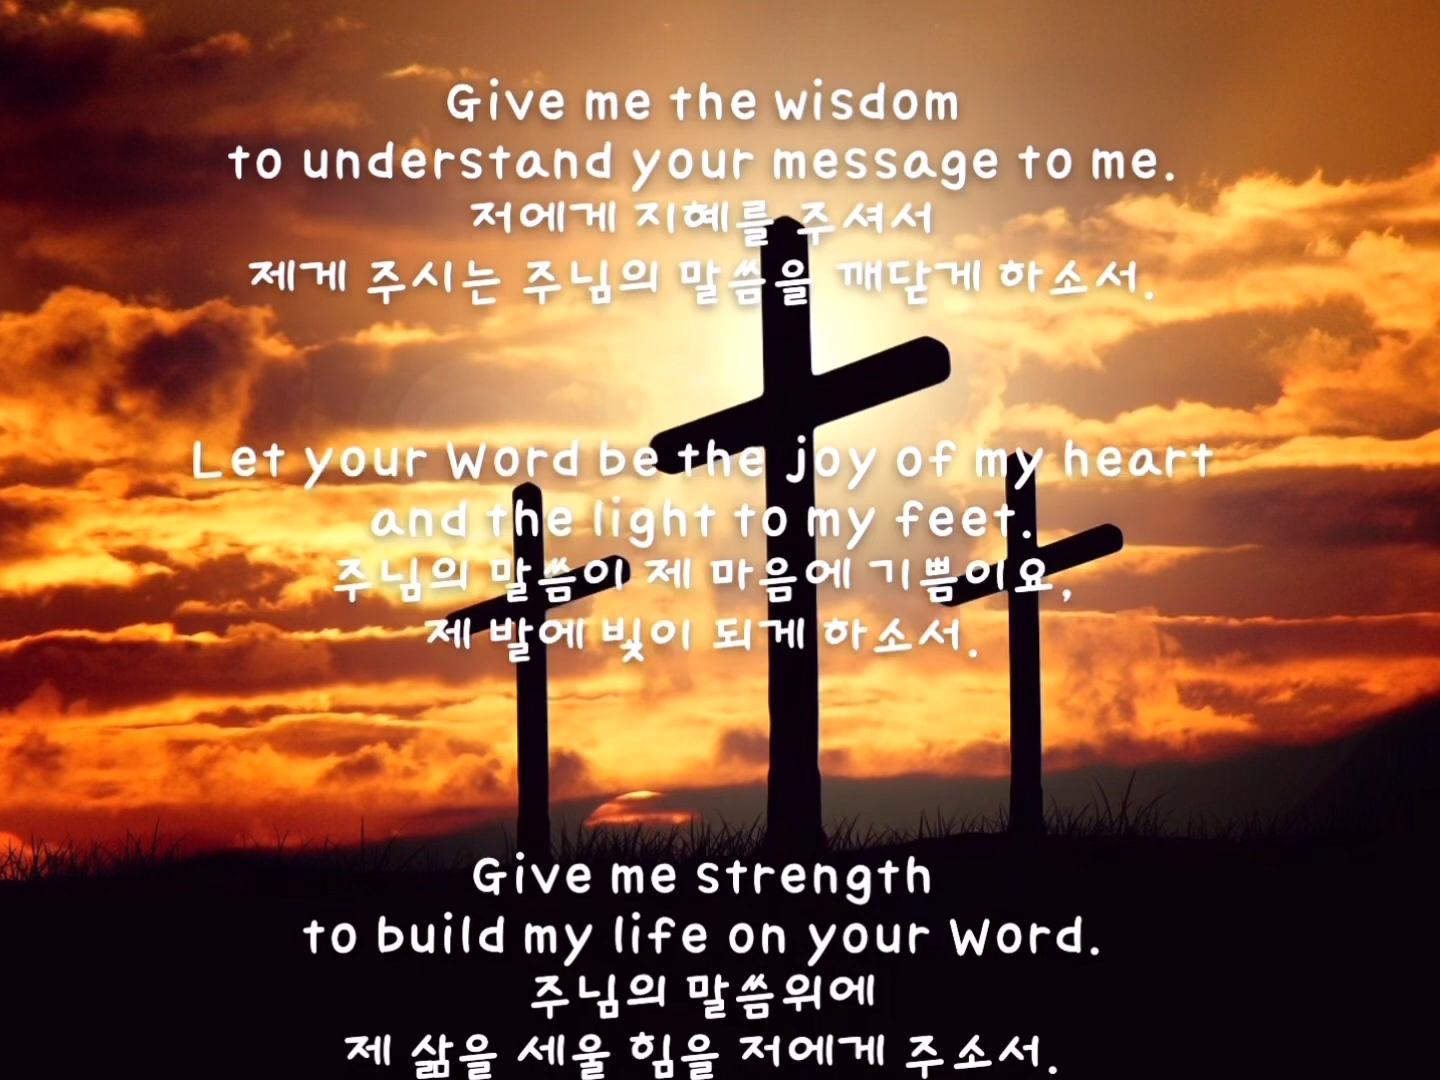 Give me the wisdom
to understand your message to me.
저에게 지혜를 주셔서
제게 주시는 주님의 말씀을 깨닫게 하소서.
Let your Word be the joy of my heart
and the light to my feet.
주님의 말씀이 제 마음에 기쁨이요,
제 발에 빛이 되게 하소서.
Give me strength
to build my life on your Word.
주님의 말씀위에
제 삶을 세울 힘을 저에게 주소서.